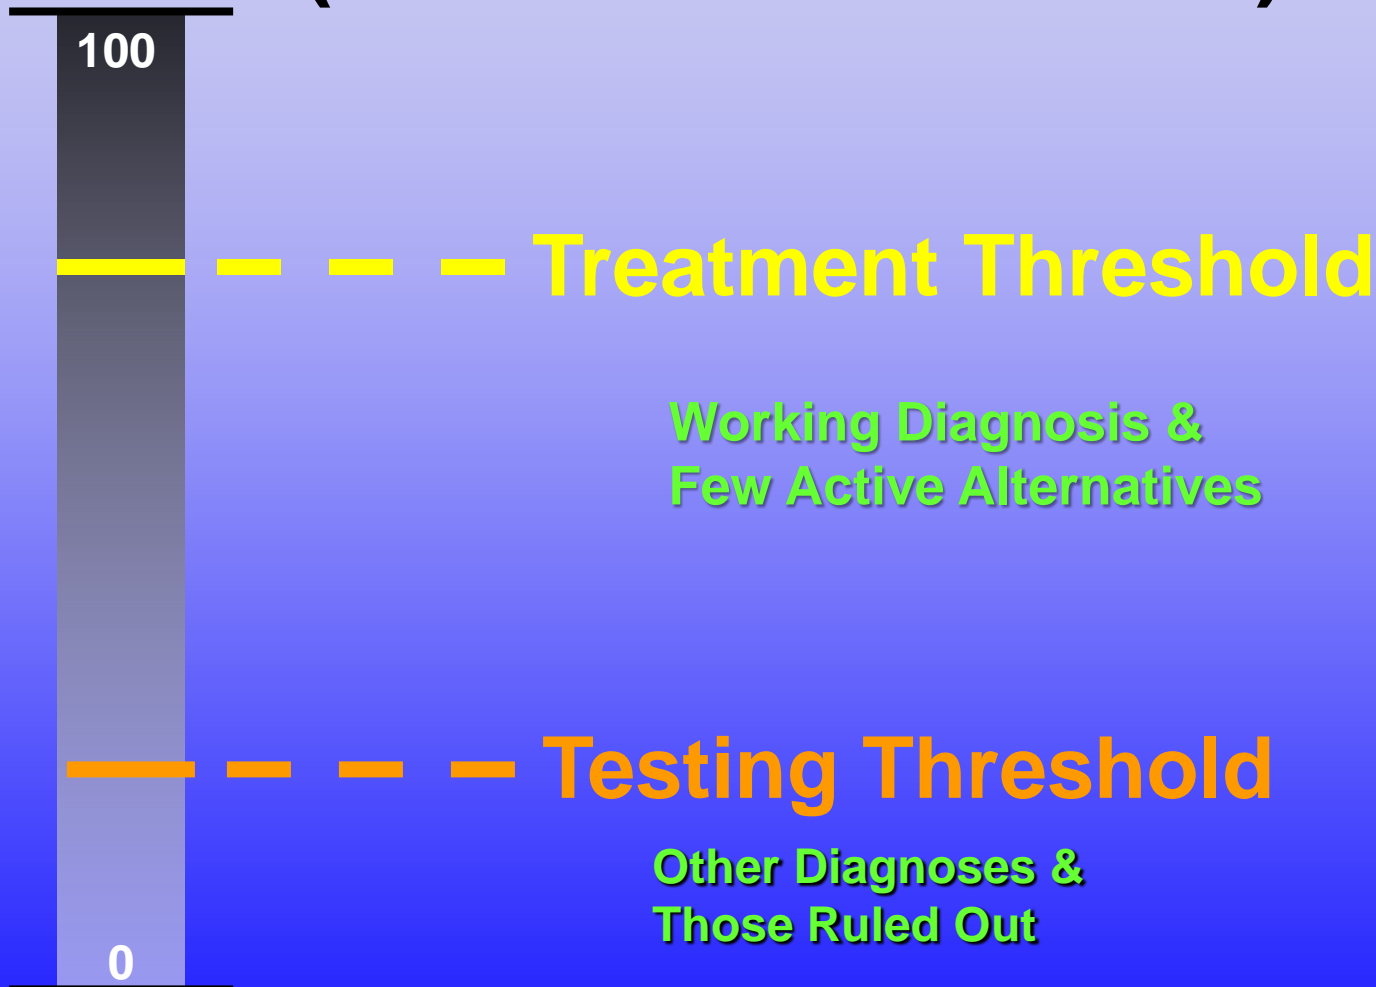 100
Treatment Threshold
Working Diagnosis &
Few Active Alternatives
Testing Threshold
Other Diagnoses &
Those Ruled Out
0